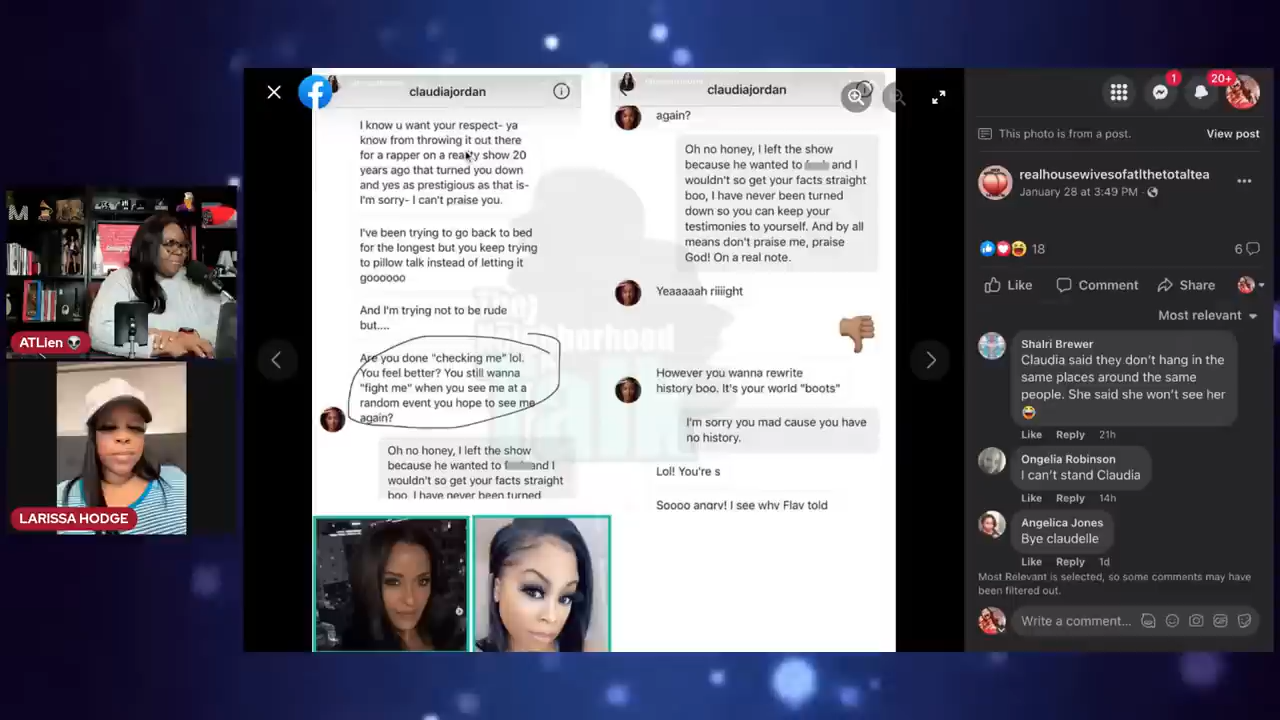 claudiajordan
I know u want your respect- ya
know from throwing it out there
for a rapper on a reality show 20
years ago that turned you down
and yes as prestigious as that is-
I'm sorry- I can't praise you.
I've been trying to go back to bed
for the longest but you keep trying
to pillow talk instead of letting it
gooooo
And I'm trying not to be rude
but....
Are you done "checking me" lol.
You feel better? You still wanna
"fight me" when you see me at a
random event you hope to see me
again?
Oh no honey, I left the show
because he wanted to
and I
wouldn't so get your facts straight
boo, I have never been turned
claudiajordan
again?
Oh no honey, I left the show
because he wanted to
and I
wouldn't so get your facts straight
boo, I have never been turned
down so you can keep your
testimonies to yourself. And by all
means don't praise me, praise
God! On a real note.
Yeaaaaah riiiight
However you wanna rewrite
history boo. It's your world "boots"
I'm sorry you mad cause you have
no history.
Lol! You're s
Soooo angry! I see why Flav told
The
Neighborhood
Talk
ATLien
LARISSA HODGE
1
20+
This photo is from a post.
View post
realhousewivesofatlthetotaltea
January 28 at 3:49 PM
18
6
Like
Comment
Share
Most relevant
Shalri Brewer
Claudia said they don't hang in the
same places around the same
people. She said she won't see her
Like Reply 21h
Ongelia Robinson
I can't stand Claudia
Like Reply 14h
Angelica Jones
Bye claudelle
Like Reply 1d
Most Relevant is selected, so some comments may have
been filtered out.
Write a comment...